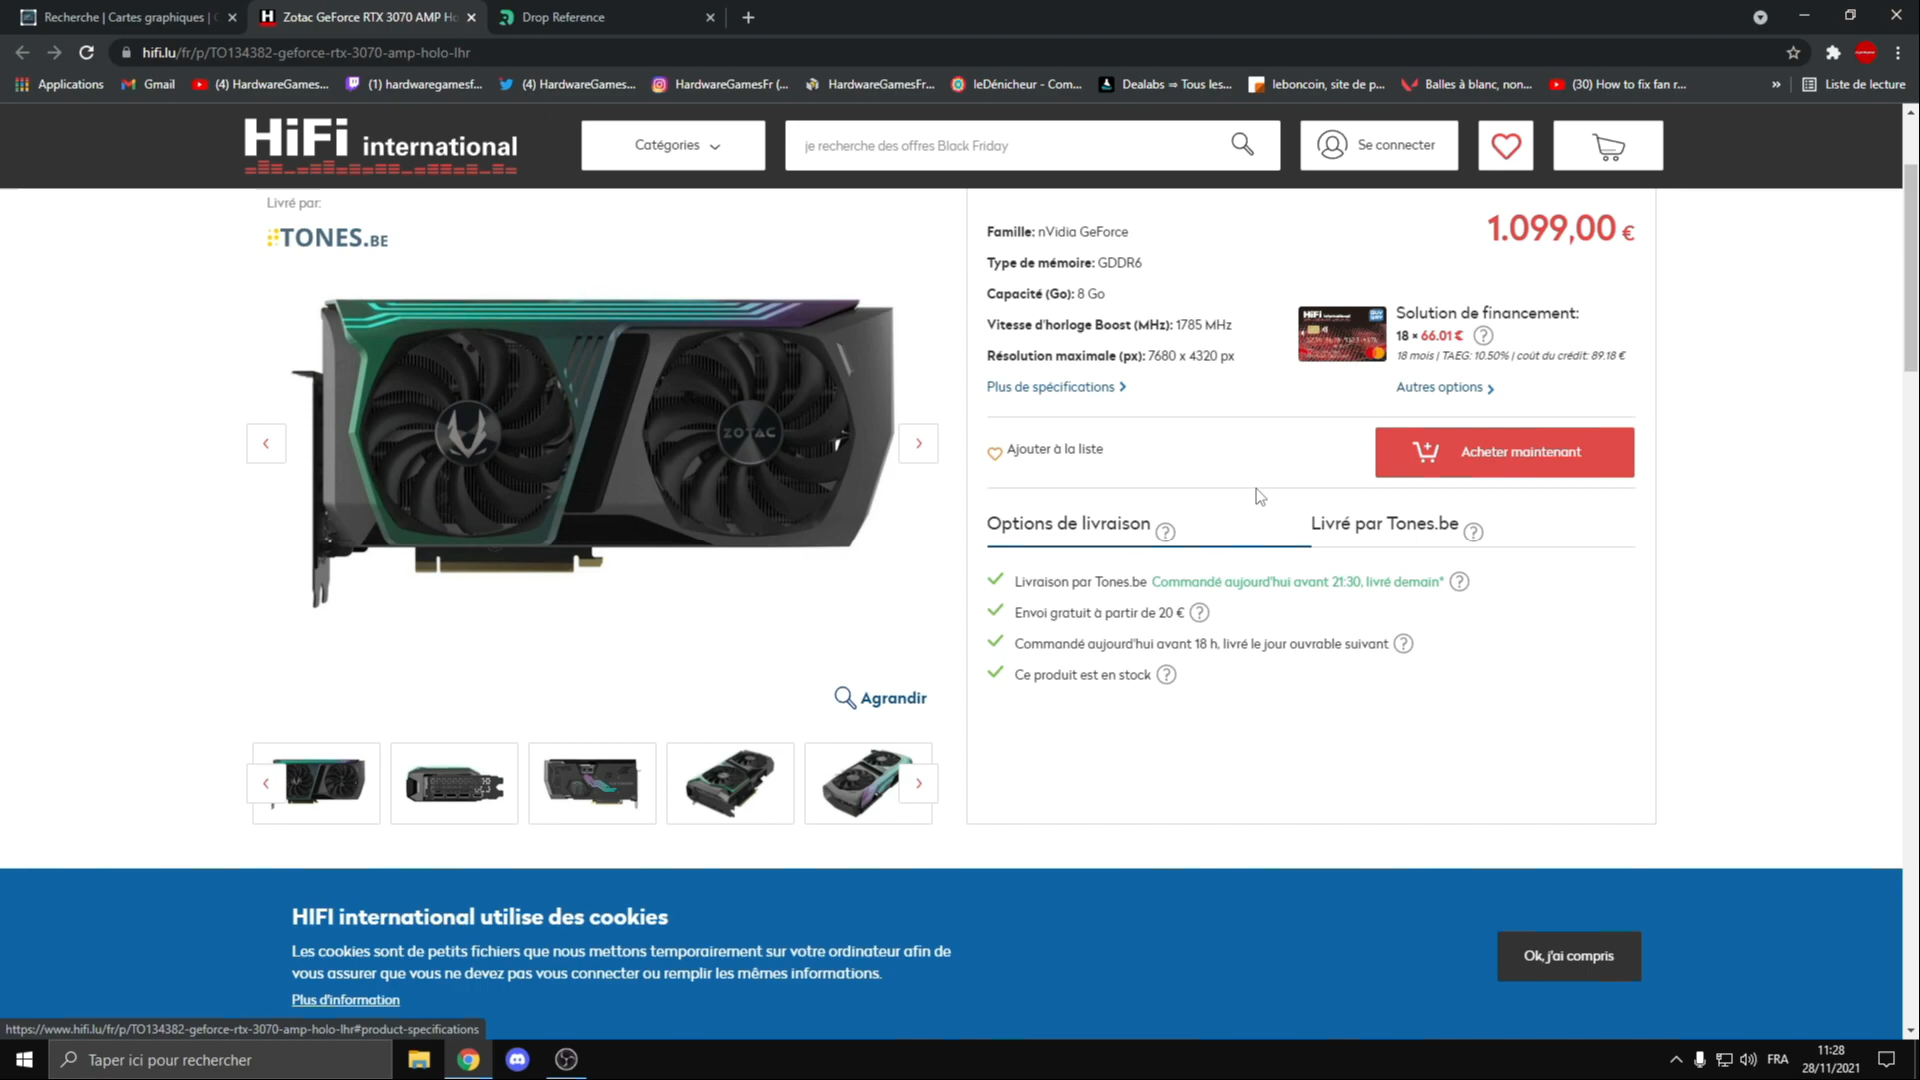 Recherche | Cartes graphiques |
Zotac GeForce RTX 3070 AMP Ho
Drop Reference
hifi.lu/fr/p/TO134382-geforce-rtx-3070-amp-holo-lhr
Applications
Gmail
(4) HardwareGames...
(1) hardwaregamesf...
(4) HardwareGames...
HardwareGamesFr (...
HardwareGamesFr...
leDénicheur - Com...
Dealabs ⇒ Tous les...
leboncoin, site de p...
Balles à blanc, non...
(30) How to fix fan r...
»
Liste de lecture
HiFi international
Catégories
je recherche des offres Black Friday
Se connecter
Livré par:
TONES.BE
1.099,00 €
Famille: nVidia GeForce
Type de mémoire: GDDR6
Capacité (Go): 8 Go
Vitesse d'horloge Boost (MHz): 1785 MHz
Résolution maximale (px): 7680 x 4320 px
Plus de spécifications
Solution de financement:
18 × 66.01 €
18 mois | TAEG: 10.50% | coût du crédit: 89.18 €
Autres options
ZOTAC
Ajouter à la liste
Acheter maintenant
Options de livraison
Livré par Tones.be
Livraison par Tones.be Commandé aujourd'hui avant 21:30, livré demain*
Envoi gratuit à partir de 20 €
Commandé aujourd'hui avant 18 h, livré le jour ouvrable suivant
Ce produit est en stock
Agrandir
HIFI international utilise des cookies
Les cookies sont de petits fichiers que nous mettons temporairement sur votre ordinateur afin de
vous assurer que vous ne devez pas vous connecter ou remplir les mêmes informations.
Plus d'information
Ok, j'ai compris
https://www.hifi.lu/fr/p/TO134382-geforce-rtx-3070-amp-holo-lhr#product-specifications
Taper ici pour rechercher
FRA
11:28
28/11/2021